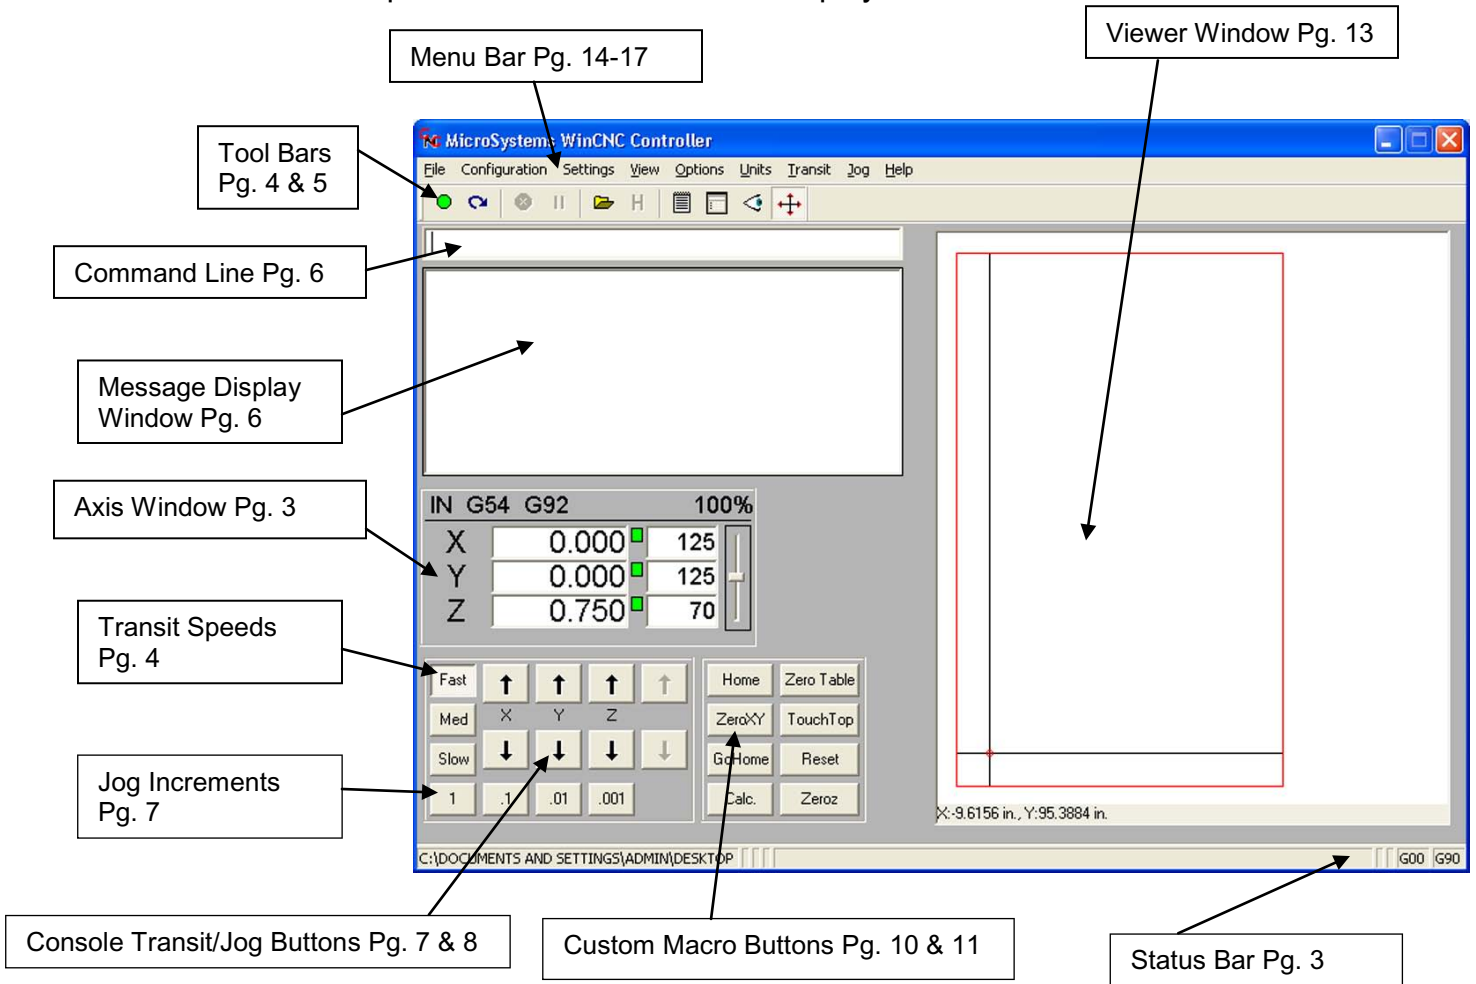 Viewer Window Pg. 13
Menu Bar Pg. 14-17
Tool Bars
Pg. 4 & 5
MicroSystems WinCNC Controller
File Configuration Settings View Options Units Transit Jog Help
H
Command Line Pg. 6
Message Display
Window Pg. 6
Axis Window Pg. 3
IN G54 G92 100%
X 0.000 125
Y 0.000 125
Z 0.750 70
Transit Speeds
Pg. 4
Fast Home Zero Table
Med X Y Z ZeroXY TouchTop
Slow GoHome Reset
Jog Increments
Pg. 7
1 .1 .01 .001 Calc. Zeroz
X:-9.6156 in., Y:95.3884 in.
C:\DOCUMENTS AND SETTINGS\ADMIN\DESKTOP G00 G90
Console Transit/Jog Buttons Pg. 7 & 8
Custom Macro Buttons Pg. 10 & 11
Status Bar Pg. 3